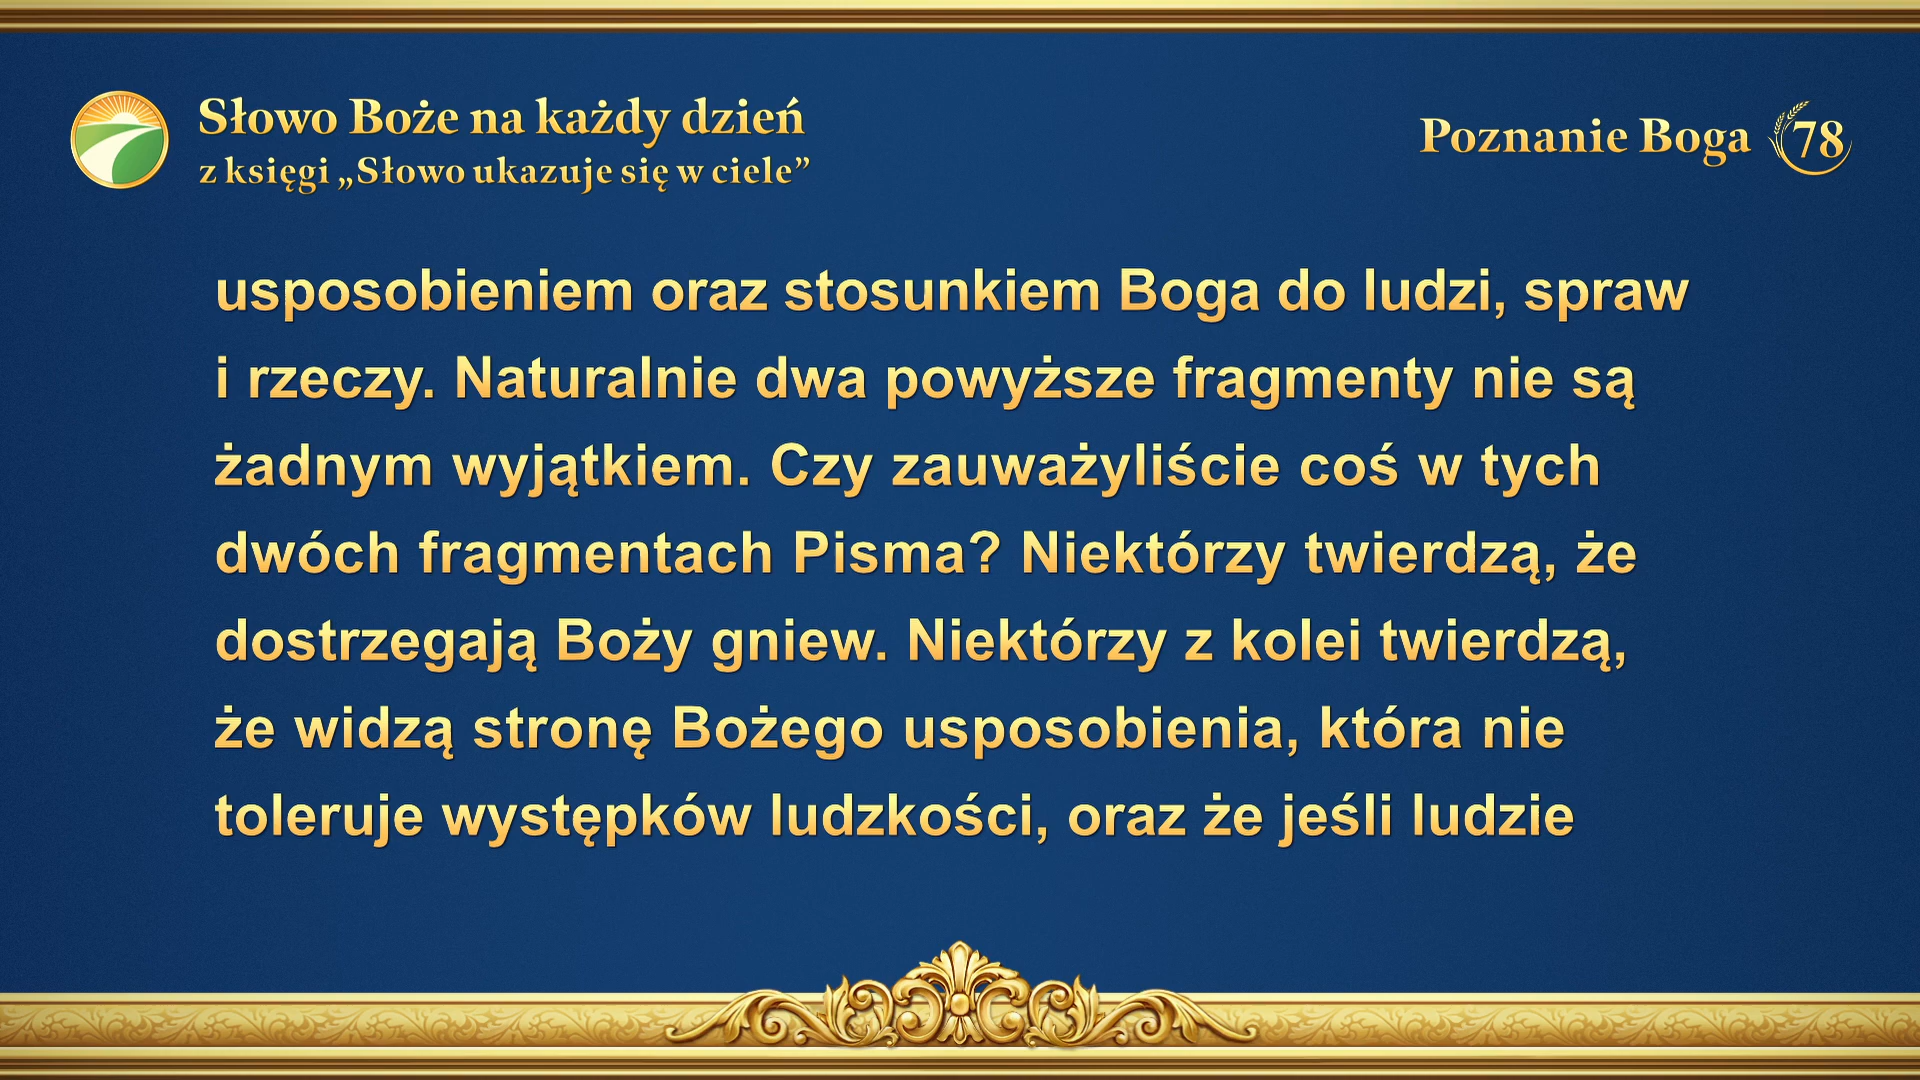 Słowo Boże na każdy dzień
z księgi „Słowo ukazuje się w ciele”
Poznanie Boga 78
usposobieniem oraz stosunkiem Boga do ludzi, spraw
i rzeczy. Naturalnie dwa powyższe fragmenty nie są
żadnym wyjątkiem. Czy zauważyliście coś w tych
dwóch fragmentach Pisma? Niektórzy twierdzą, że
dostrzegają Boży gniew. Niektórzy z kolei twierdzą,
że widzą stronę Bożego usposobienia, która nie
toleruje występków ludzkości, oraz że jeśli ludzie